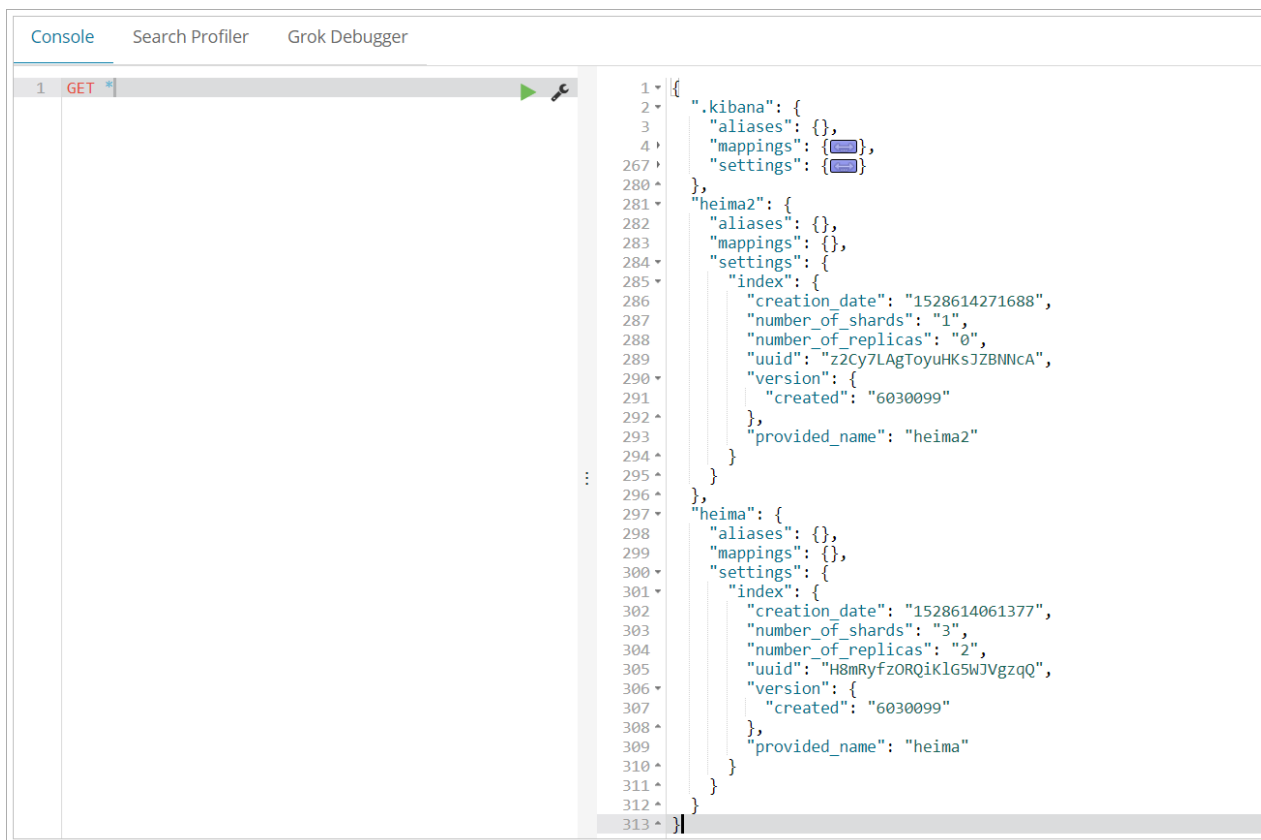 Console Search Profiler Grok Debugger
1 GET *
1 {
2 ".kibana": {
3 "aliases": {},
4 "mappings": {},
267 "settings": {}
280 },
281 "heima2": {
282 "aliases": {},
283 "mappings": {},
284 "settings": {
285 "index": {
286 "creation_date": "1528614271688",
287 "number_of_shards": "1",
288 "number_of_replicas": "0",
289 "uuid": "z2Cy7LAgToyuHKsJZBNNcA",
290 "version": {
291 "created": "6030099"
292 },
293 "provided_name": "heima2"
294 }
295 }
296 },
297 "heima": {
298 "aliases": {},
299 "mappings": {},
300 "settings": {
301 "index": {
302 "creation_date": "1528614061377",
303 "number_of_shards": "3",
304 "number_of_replicas": "2",
305 "uuid": "H8mRyfzORQiKlG5WJVgzqQ",
306 "version": {
307 "created": "6030099"
308 },
309 "provided_name": "heima"
310 }
311 }
312 }
313 }